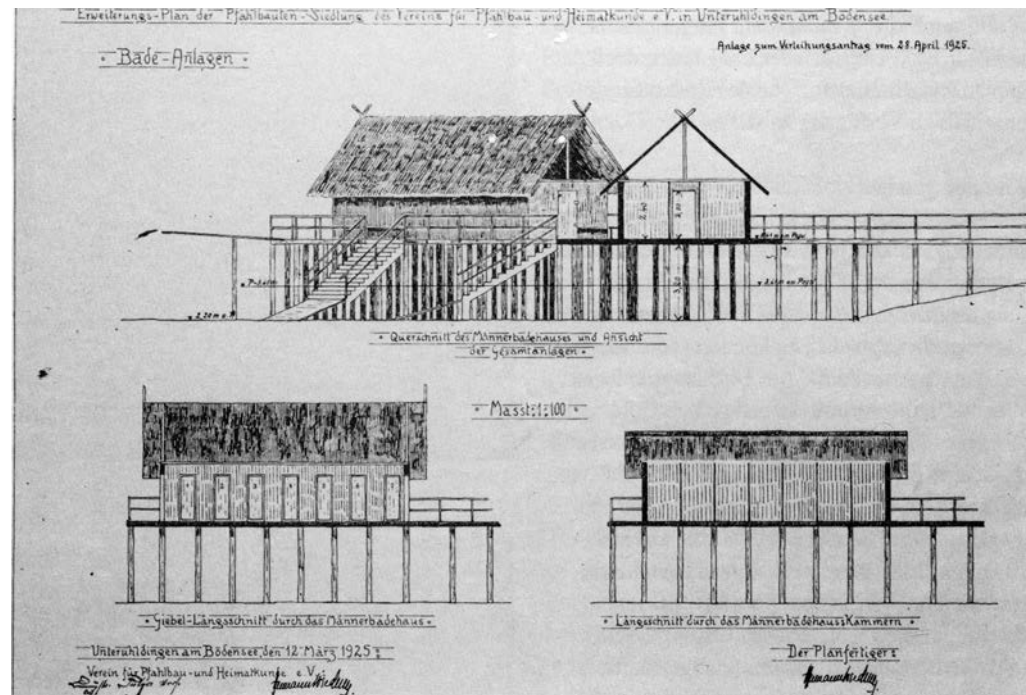 Erweiterungs-Plan der Pfahlbauten-Siedlung des Vereins für Pfahlbau-und Heimatkunde e.V. in Unteruhldingen am Bodensee.
Anlage zum Verleihungsantrag vom 28. April 1925.
• Bade-Anlagen •
• Querschnitt des Männerbadehauses und Ansicht
der Gesamtanlagen •
• Masst: 1:100 •
• Giebel-Längsschnitt durch das Männerbadehaus •
• Längsschnitt durch das Männerbadehauss Kammern •
Unteruhldingen am Bodensee, den 12. März 1925:
Der Planfertiger:
Verein für Pfahlbau-und Heimatkunde e.V.: